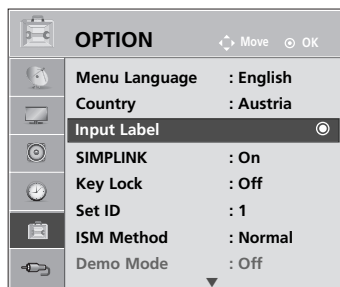 OPTION Move OK
Menu Language : English
Country : Austria
Input Label
SIMPLINK : On
Key Lock : Off
Set ID : 1
ISM Method : Normal
Demo Mode : Off